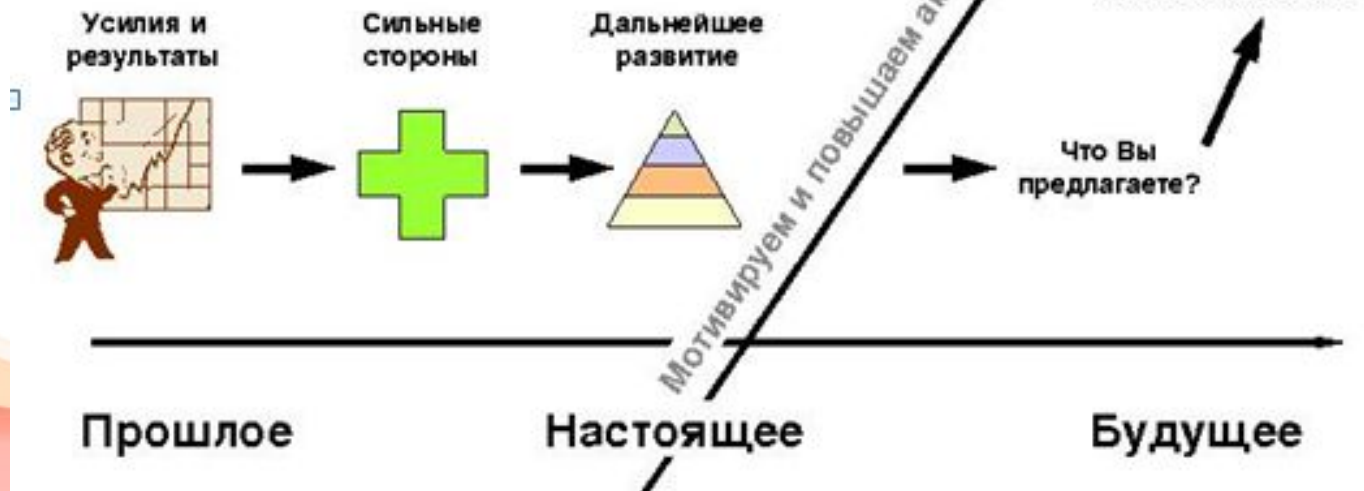 Усилия и
результаты
Сильные
стороны
Дальнейшее
развитие
Мотивируем и повышаем
Что Вы
предлагаете?
Прошлое
Настоящее
Будущее